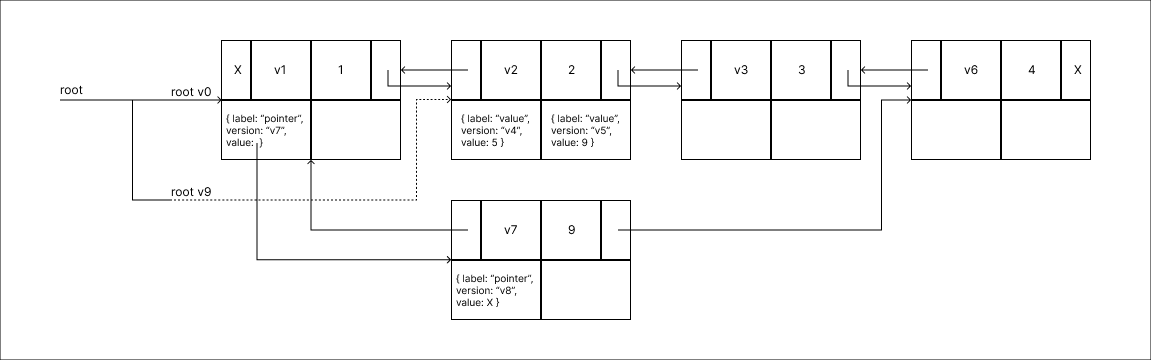 X
v1
1
v2
2
v3
3
v6
4
X
root
root v0
{ label: “pointer”,
version: “v7”,
value: }
{ label: “value”,
version: “v4”,
value: 5 }
{ label: “value”,
version: “v5”,
value: 9 }
root v9
v7
9
{ label: “pointer”,
version: “v8”,
value: X }